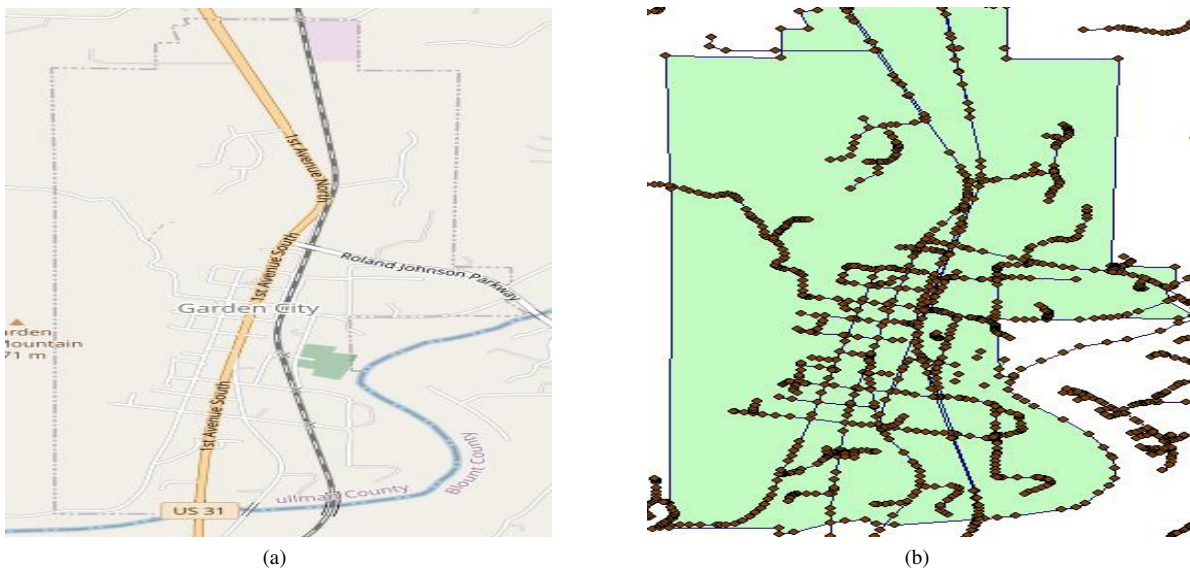 1st Avenue North
1st Avenue South
Roland Johnson Parkway
Garden City
arden
Mountain
71 m
1st Avenue South
Blount County
ullman County
US 31
(a)
(b)